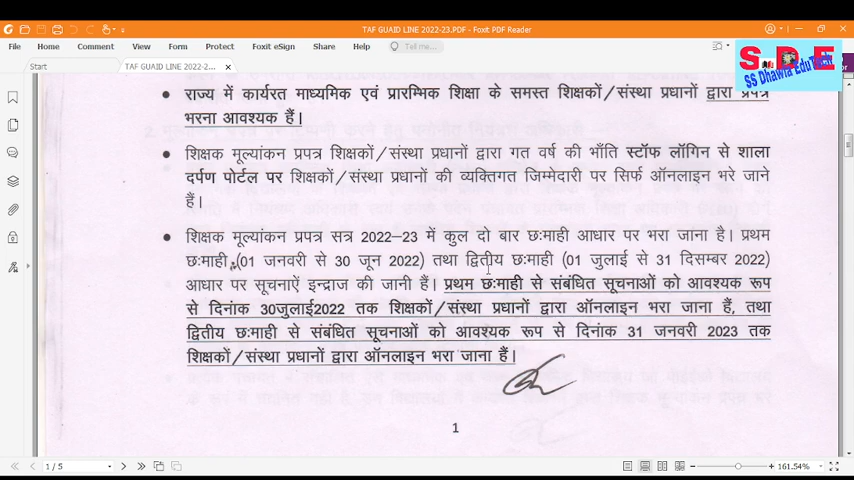 TAF GUAID LINE 2022-23.PDF - Foxit PDF Reader
File Home Comment View Form Protect Foxit eSign Share Help Tell me...
Start TAF GUAID LINE 2022-2...
S D E
SS Dhawla EduTech
राज्य में कार्यरत माध्यमिक एवं प्रारम्भिक शिक्षा के समस्त शिक्षकों/संस्था प्रधानों द्वारा प्रपत्र
भरना आवश्यक हैं।
शिक्षक मूल्यांकन प्रपत्र शिक्षकों/संस्था प्रधानों द्वारा गत वर्ष की भाँति स्टॉफ लॉगिन से शाला
दर्पण पोर्टल पर शिक्षकों/संस्था प्रधानों की व्यक्तिगत जिम्मेदारी पर सिर्फ ऑनलाइन भरे जाने
हैं।
शिक्षक मूल्यांकन प्रपत्र सत्र 2022–23 में कुल दो बार छःमाही आधार पर भरा जाना है। प्रथम
छःमाही (01 जनवरी से 30 जून 2022) तथा द्वितीय छःमाही (01 जुलाई से 31 दिसम्बर 2022)
आधार पर सूचनाऐं इन्द्राज की जानी हैं। प्रथम छःमाही से संबंधित सूचनाओं को आवश्यक रूप
से दिनांक 30जुलाई2022 तक शिक्षकों/संस्था प्रधानों द्वारा ऑनलाइन भरा जाना हैं, तथा
द्वितीय छःमाही से संबंधित सूचनाओं को आवश्यक रूप से दिनांक 31 जनवरी 2023 तक
शिक्षकों/संस्था प्रधानों द्वारा ऑनलाइन भरा जाना हैं।
1
1 / 5 161.54%